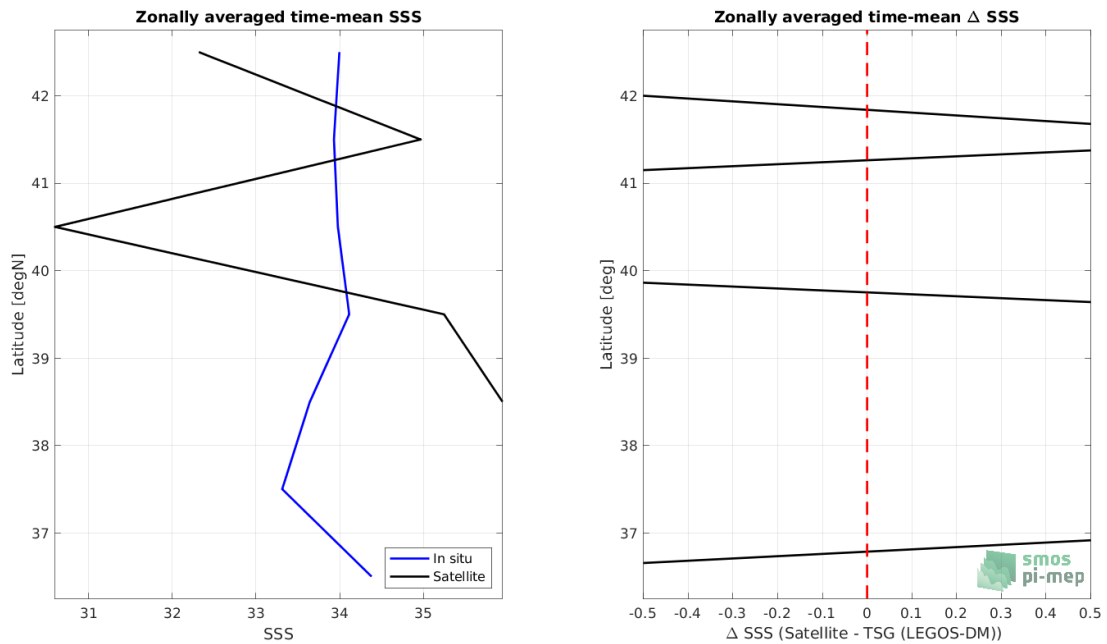 Zonally averaged time-mean SSS
Latitude [degN]
42
41
40
39
38
37
31 32 33 34 35
SSS
In situ
Satellite
Zonally averaged time-mean Δ SSS
Latitude [deg]
42
41
40
39
38
37
-0.5 -0.4 -0.3 -0.2 -0.1 0 0.1 0.2 0.3 0.4 0.5
Δ SSS (Satellite - TSG (LEGOS-DM))
smos
pi-mep